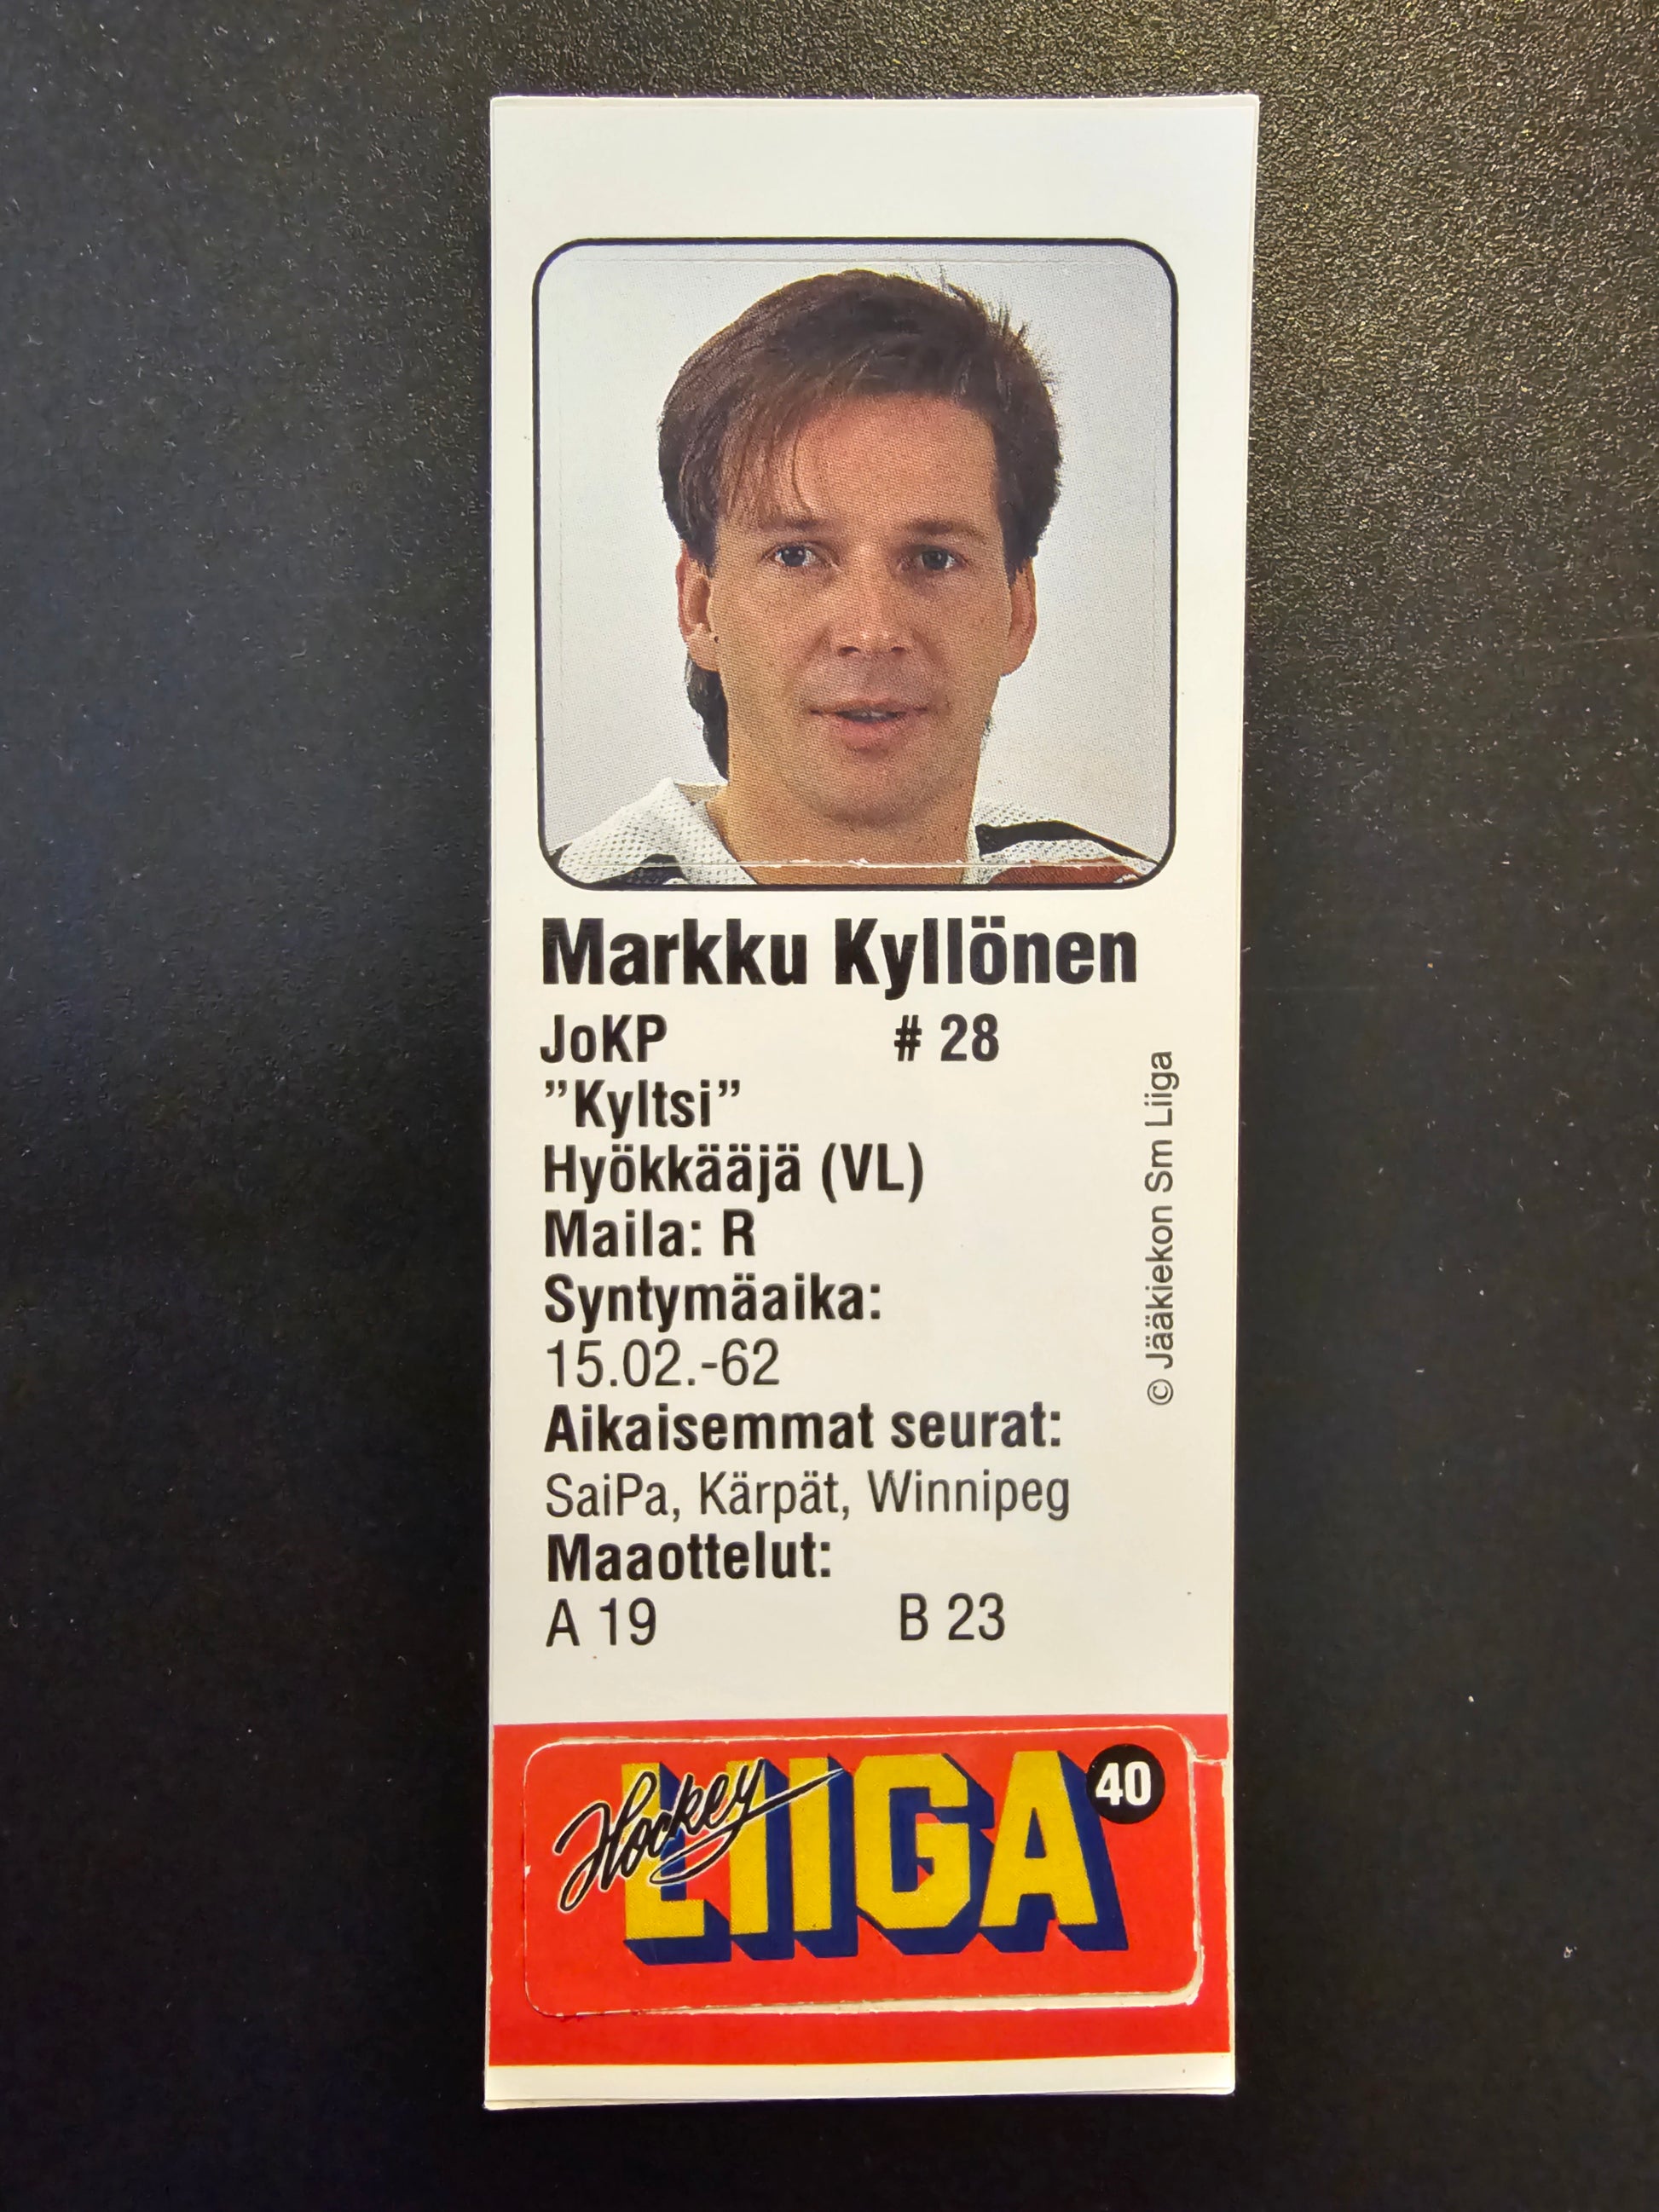 Markku Kyllönen
JoKP # 28
”Kyltsi”
Hyökkääjä (VL)
Maila: R
Syntymäaika:
15.02.-62
Aikaisemmat seurat:
SaiPa, Kärpät, Winnipeg
Maaottelut:
A 19 B 23
© Jääkiekon Sm Liiga
Hockey
LIIGA
40